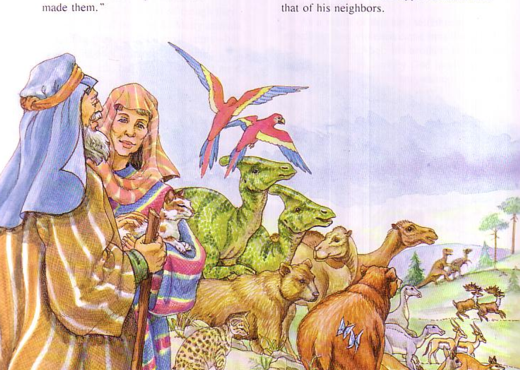 made them."
that of his neighbors.